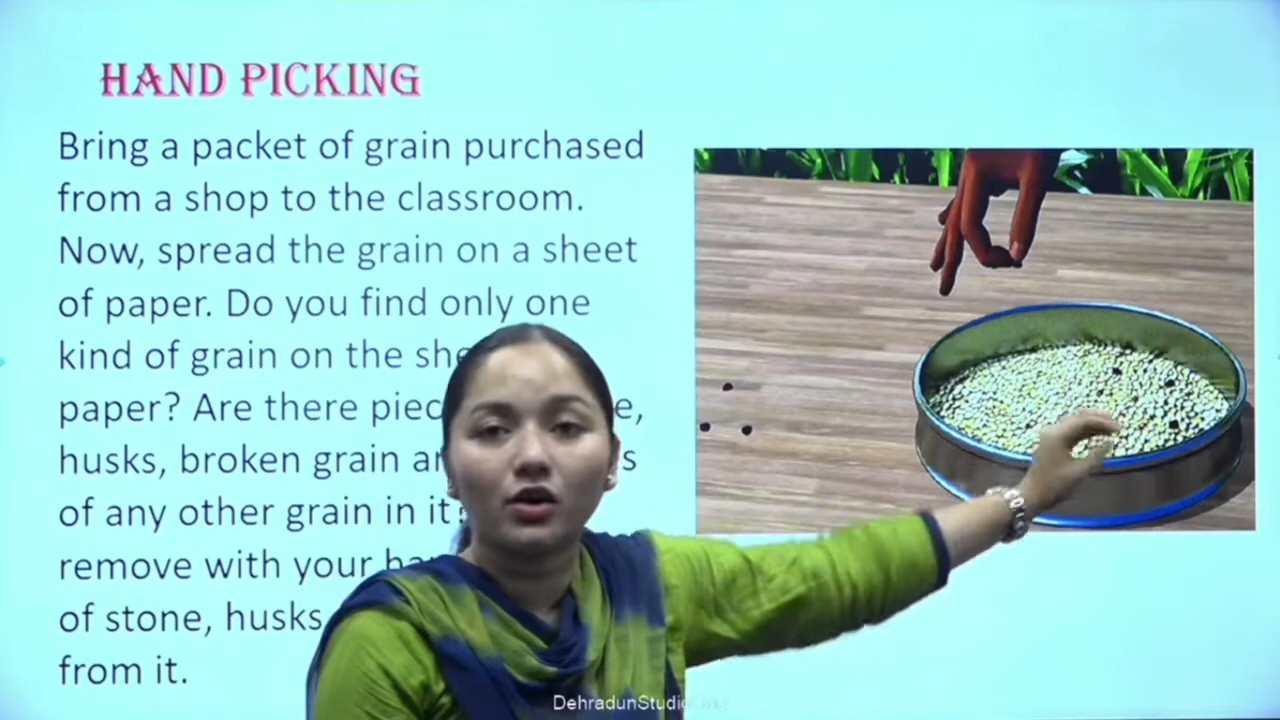 HAND PICKING
Bring a packet of grain purchased
from a shop to the classroom.
Now, spread the grain on a sheet
of paper. Do you find only one
kind of grain on the
paper? Are there
husks, broken grain
of any other grain in it
remove with your
of stone, husks
from it.